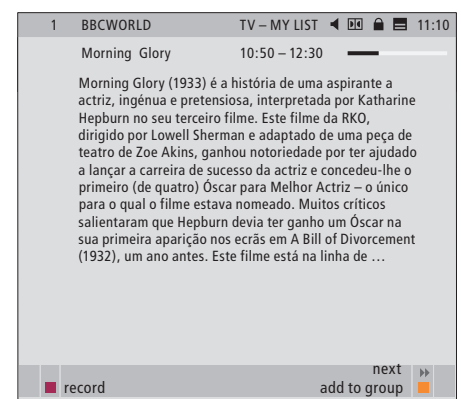 1 BBCWORLD TV – MY LIST 11:10
Morning Glory 10:50 – 12:30
Morning Glory (1933) é a história de uma aspirante a
actriz, ingénua e pretensiosa, interpretada por Katharine
Hepburn no seu terceiro filme. Este filme da RKO,
dirigido por Lowell Sherman e adaptado de uma peça de
teatro de Zoe Akins, ganhou notoriedade por ter ajudado
a lançar a carreira de sucesso da actriz e concedeu-lhe o
primeiro (de quatro) Óscar para Melhor Actriz – o único
para o qual o filme estava nomeado. Muitos críticos
salientaram que Hepburn devia ter ganho um Óscar na
sua primeira aparição nos ecrãs em A Bill of Divorcement
(1932), um ano antes. Este filme está na linha de …
next
record add to group